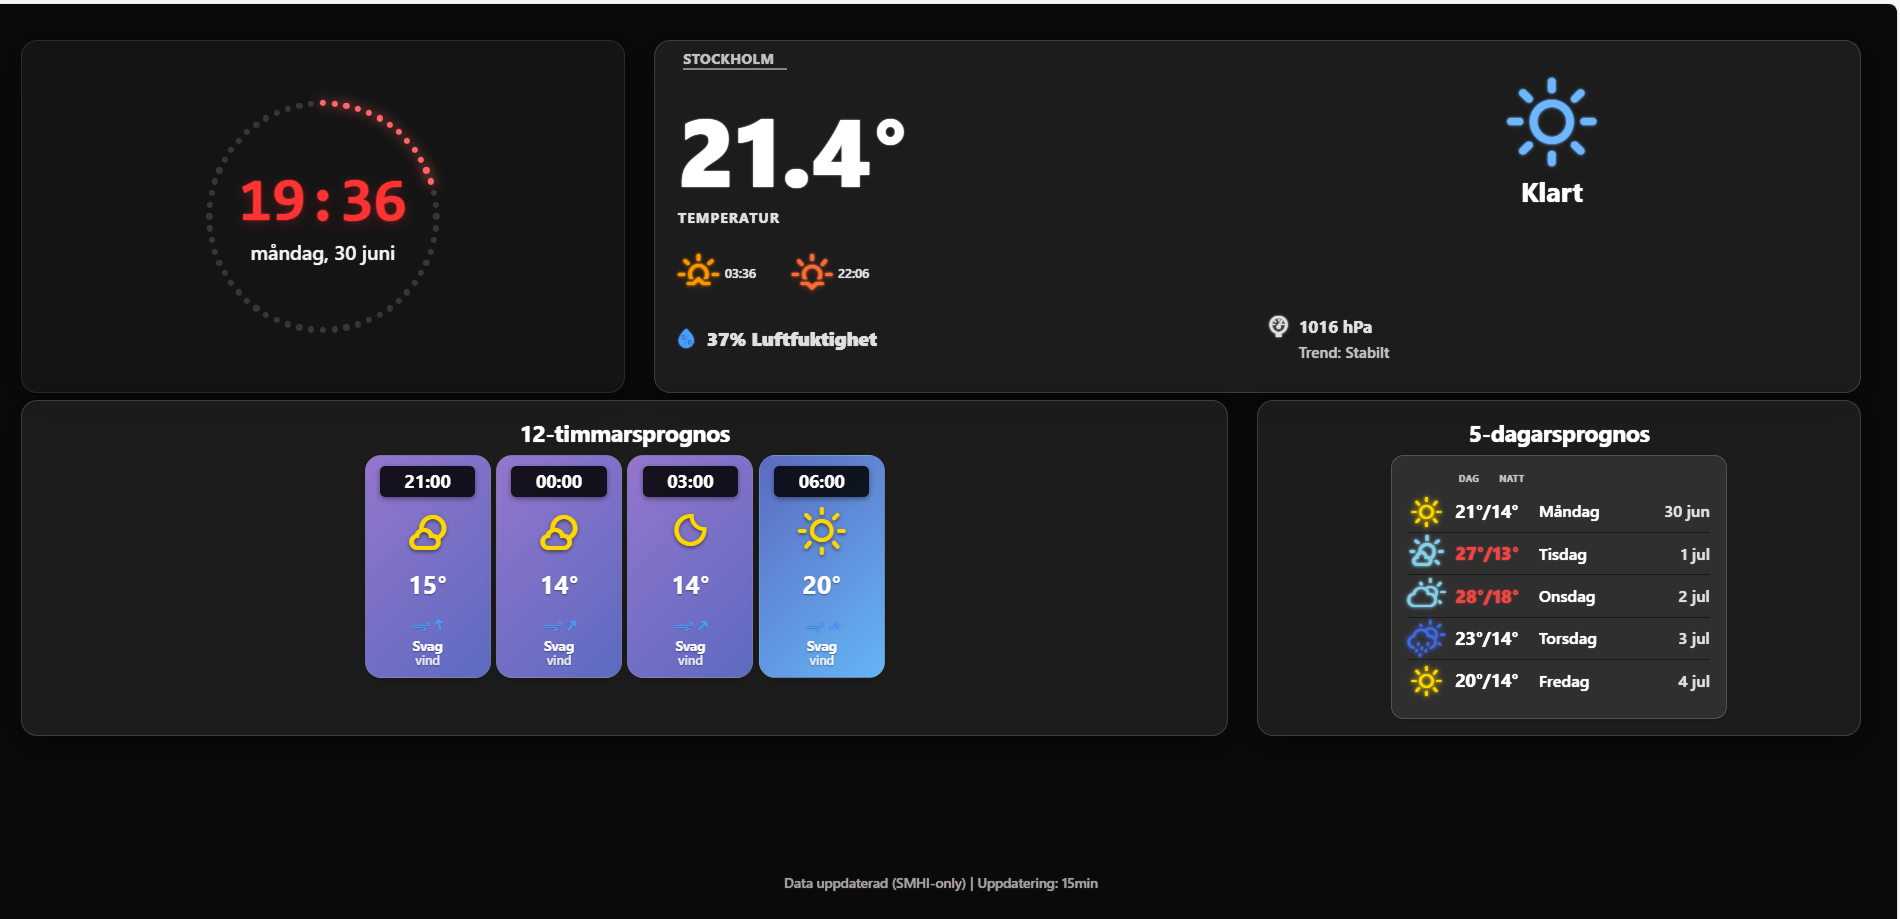 19:36
måndag, 30 juni
STOCKHOLM
21.4°
TEMPERATUR
03:36
22:06
37% Luftfuktighet
Klart
1016 hPa
Trend: Stabilt
12-timmarsprognos
21:00
15°
Svag
vind
00:00
14°
Svag
vind
03:00
14°
Svag
vind
06:00
20°
Svag
vind
5-dagarsprognos
DAG NATT
21°/14° Måndag 30 jun
27°/13° Tisdag 1 jul
28°/18° Onsdag 2 jul
23°/14° Torsdag 3 jul
20°/14° Fredag 4 jul
Data uppdaterad (SMHI-only) | Uppdatering: 15min